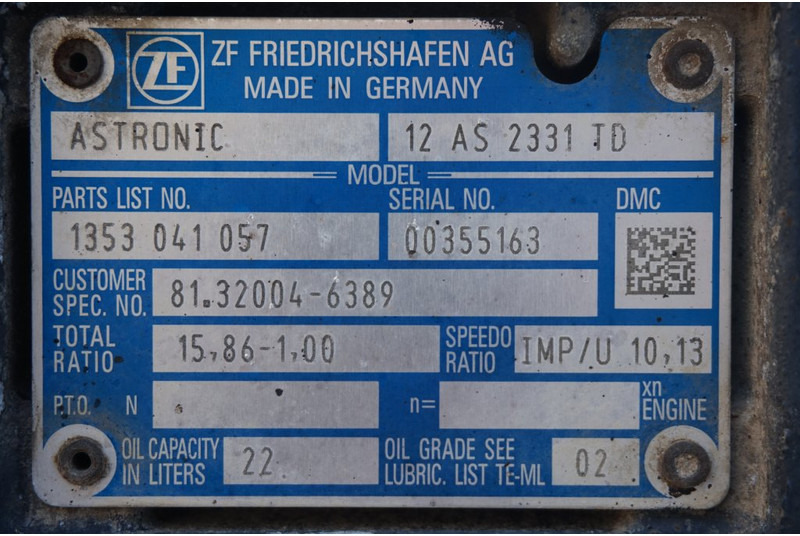 ZF
ZF FRIEDRICHSHAFEN AG
MADE IN GERMANY
ASTRONIC 12 AS 2331 TD
MODEL
PARTS LIST NO. SERIAL NO. DMC
1353 041 057 00355163
CUSTOMER
SPEC. NO. 81.32004-6389
TOTAL
RATIO 15,86-1,00 SPEEDO
RATIO IMP/U 10,13
P.T.O. N n= xn
ENGINE
OIL CAPACITY
IN LITERS 22 OIL GRADE SEE
LUBRIC. LIST TE-ML 02